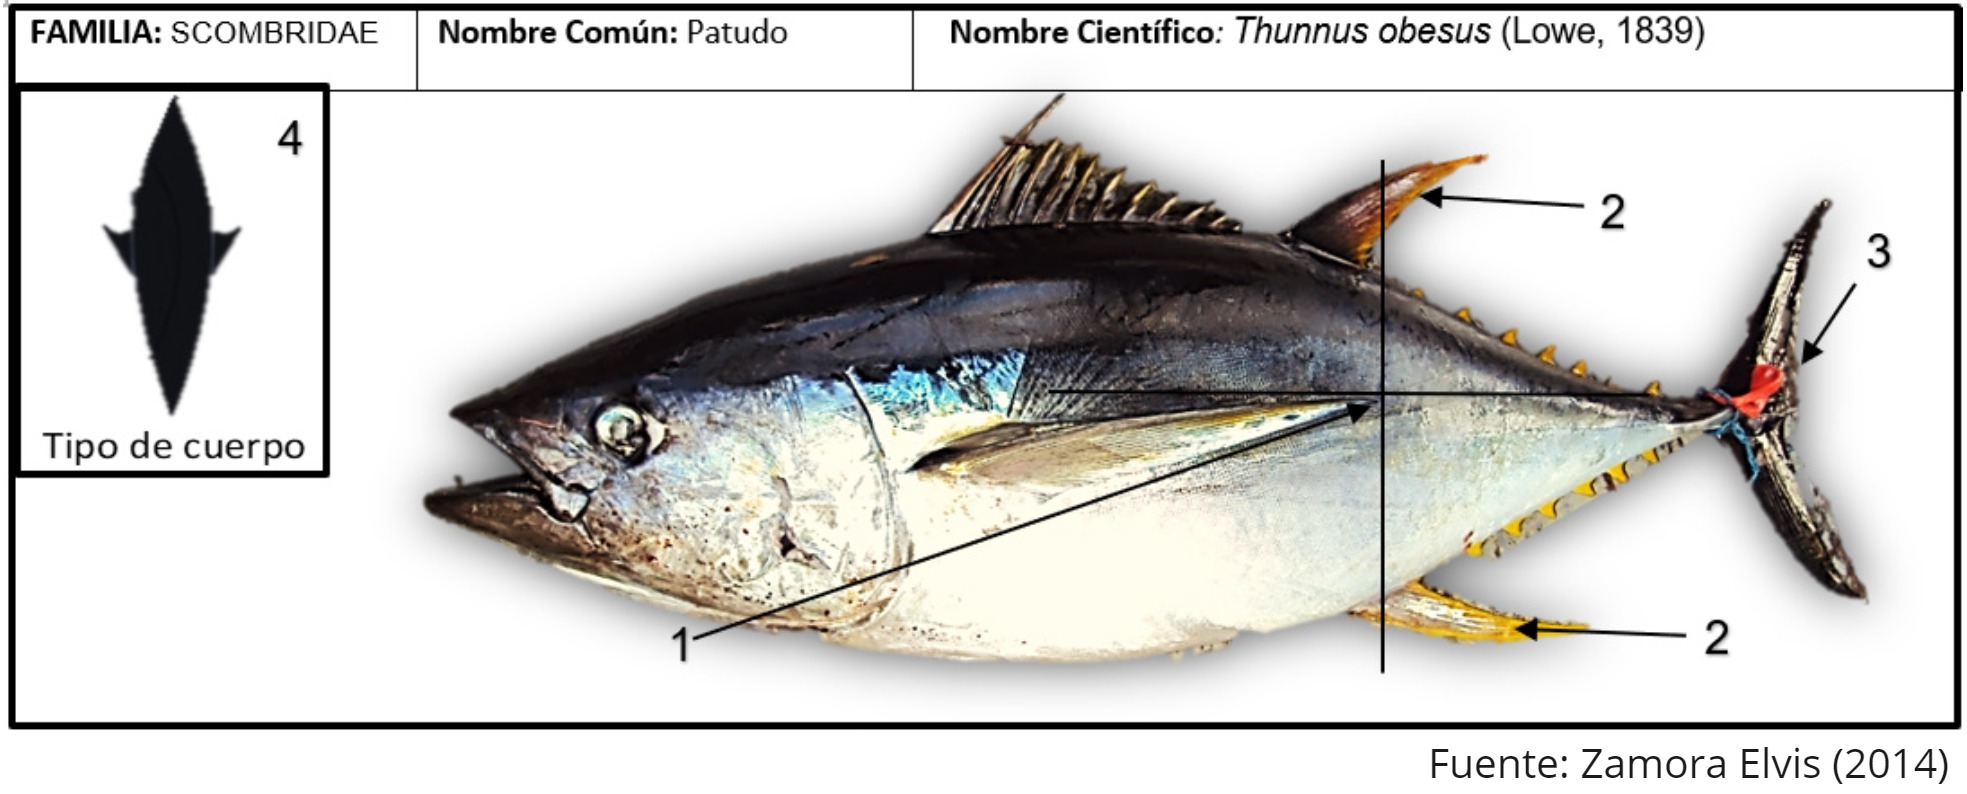 FAMILIA: SCOMBRIDAE
Nombre Común: Patudo
Nombre Científico: Thunnus obesus (Lowe, 1839)
4
Tipo de cuerpo
2
3
1
2
Fuente: Zamora Elvis (2014)